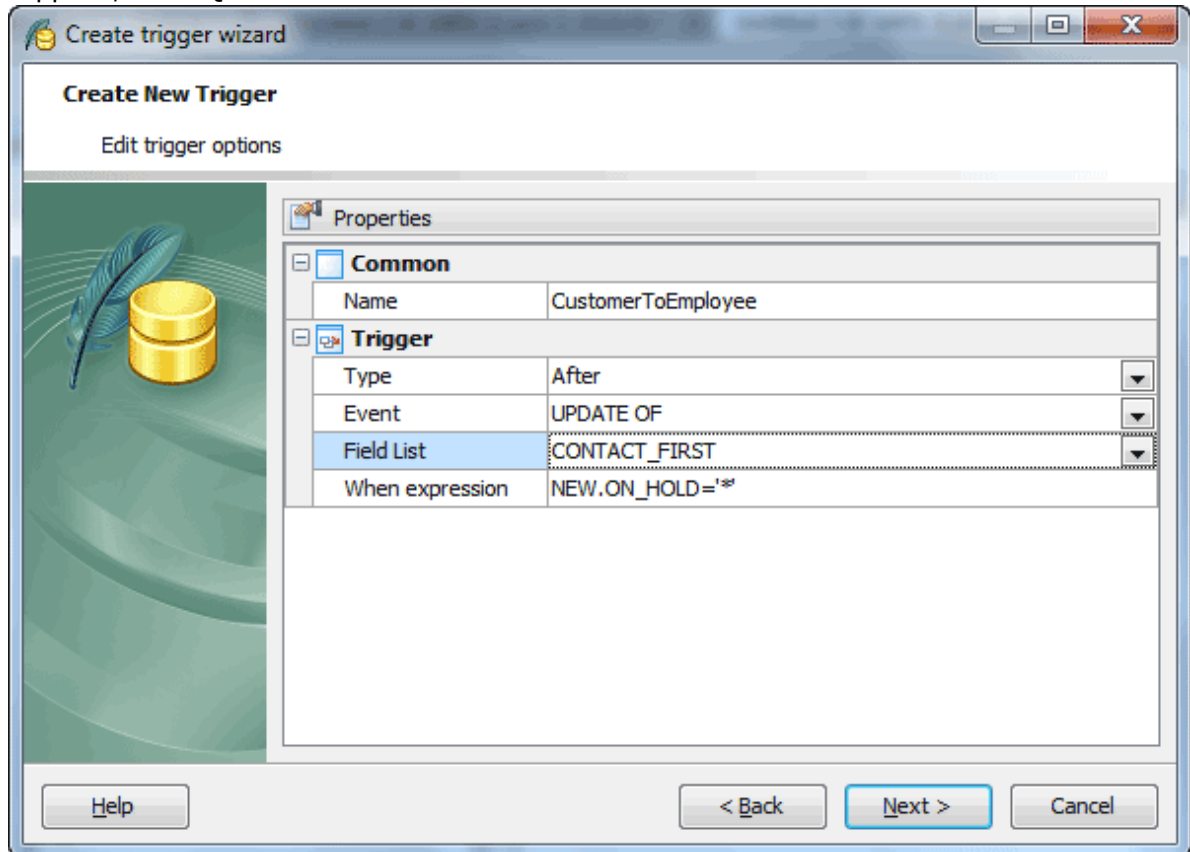 Create trigger wizard
Create New Trigger
Edit trigger options
Properties
Common
Name CustomerToEmployee
Trigger
Type After
Event UPDATE OF
Field List CONTACT_FIRST
When expression NEW.ON_HOLD='*'
Help < Back Next > Cancel